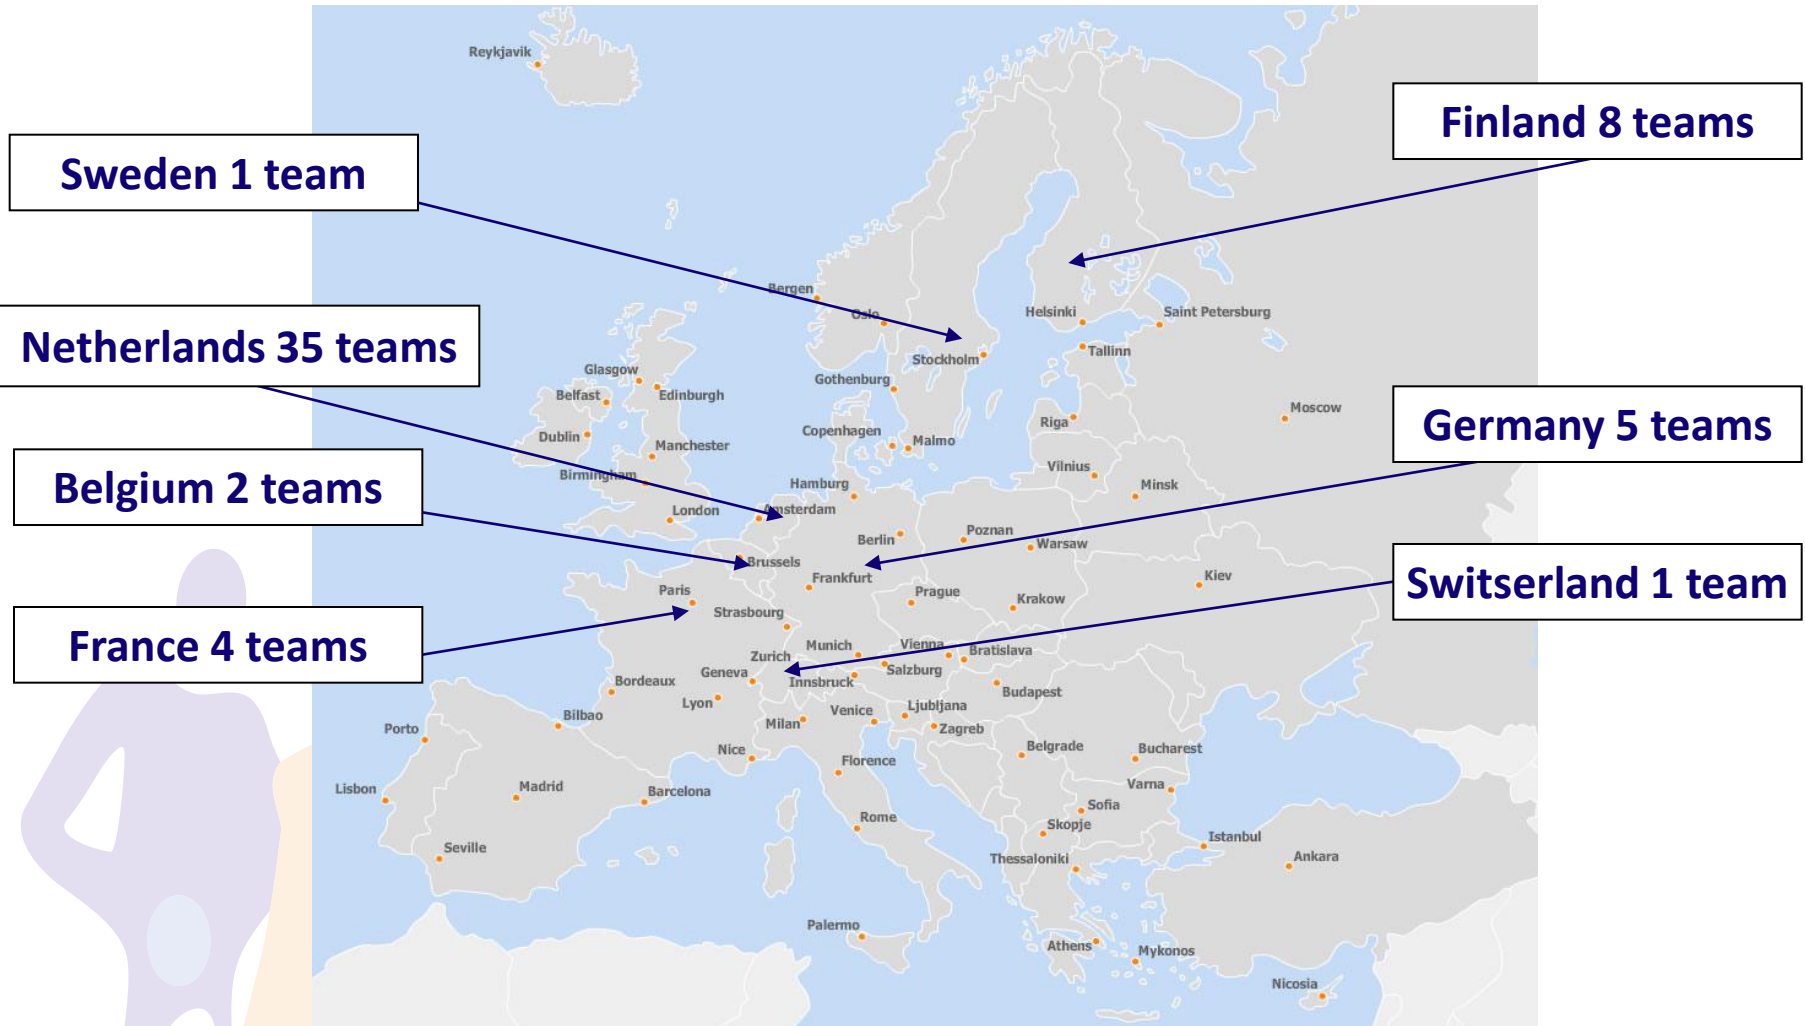 Reykjavik
Finland 8 teams
Sweden 1 team
Bergen
Oslo
Helsinki
Saint Petersburg
Netherlands 35 teams
Stockholm
Tallinn
Glasgow
Edinburgh
Gothenburg
Belfast
Moscow
Riga
Germany 5 teams
Copenhagen
Malmo
Dublin
Manchester
Vilnius
Birmingham
Belgium 2 teams
Hamburg
Minsk
London
Amsterdam
Berlin
Poznan
Warsaw
Brussels
Frankfurt
Kiev
Switserland 1 team
Paris
Prague
Krakow
Strasbourg
France 4 teams
Munich
Vienna
Bratislava
Zurich
Geneva
Innsbruck
Salzburg
Bordeaux
Budapest
Lyon
Venice
Ljubljana
Bilbao
Milan
Zagreb
Porto
Nice
Belgrade
Bucharest
Florence
Lisbon
Madrid
Barcelona
Varna
Sofia
Rome
Skopje
Istanbul
Seville
Thessaloniki
Ankara
Palermo
Athens
Mykonos
Nicosia